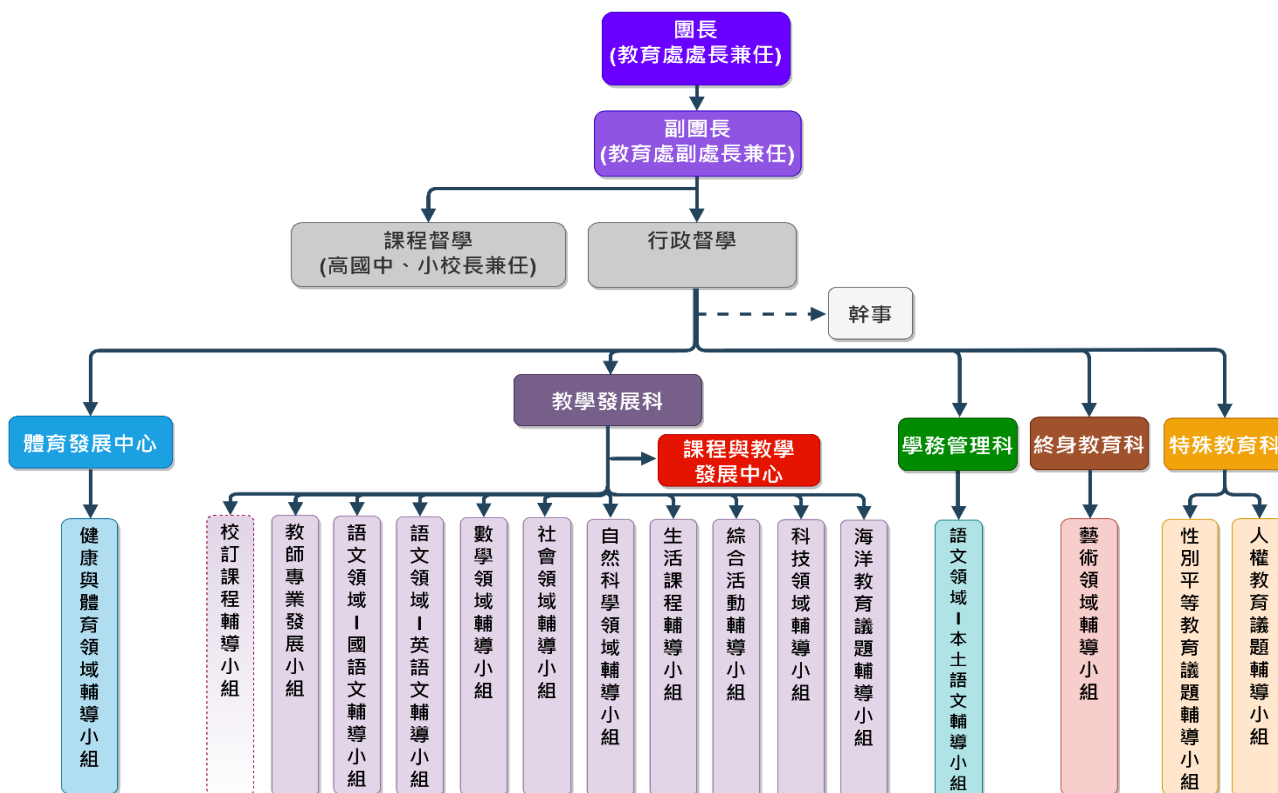 團長
(教育處處長兼任)
副團長
(教育處副處長兼任)
課程督學
(高國中、小校長兼任)
行政督學
幹事
教學發展科
體育發展中心
課程與教學
發展中心
學務管理科
終身教育科
特殊教育科
健康與體育領域輔導小組
校訂課程輔導小組
教師專業發展小組
語文領域-國語文輔導小組
語文領域-英語文輔導小組
數學領域輔導小組
社會領域輔導小組
自然科學領域輔導小組
生活課程輔導小組
綜合活動輔導小組
科技領域輔導小組
海洋教育議題輔導小組
語文領域-本土語文輔導小組
藝術領域輔導小組
性別平等教育議題輔導小組
人權教育議題輔導小組